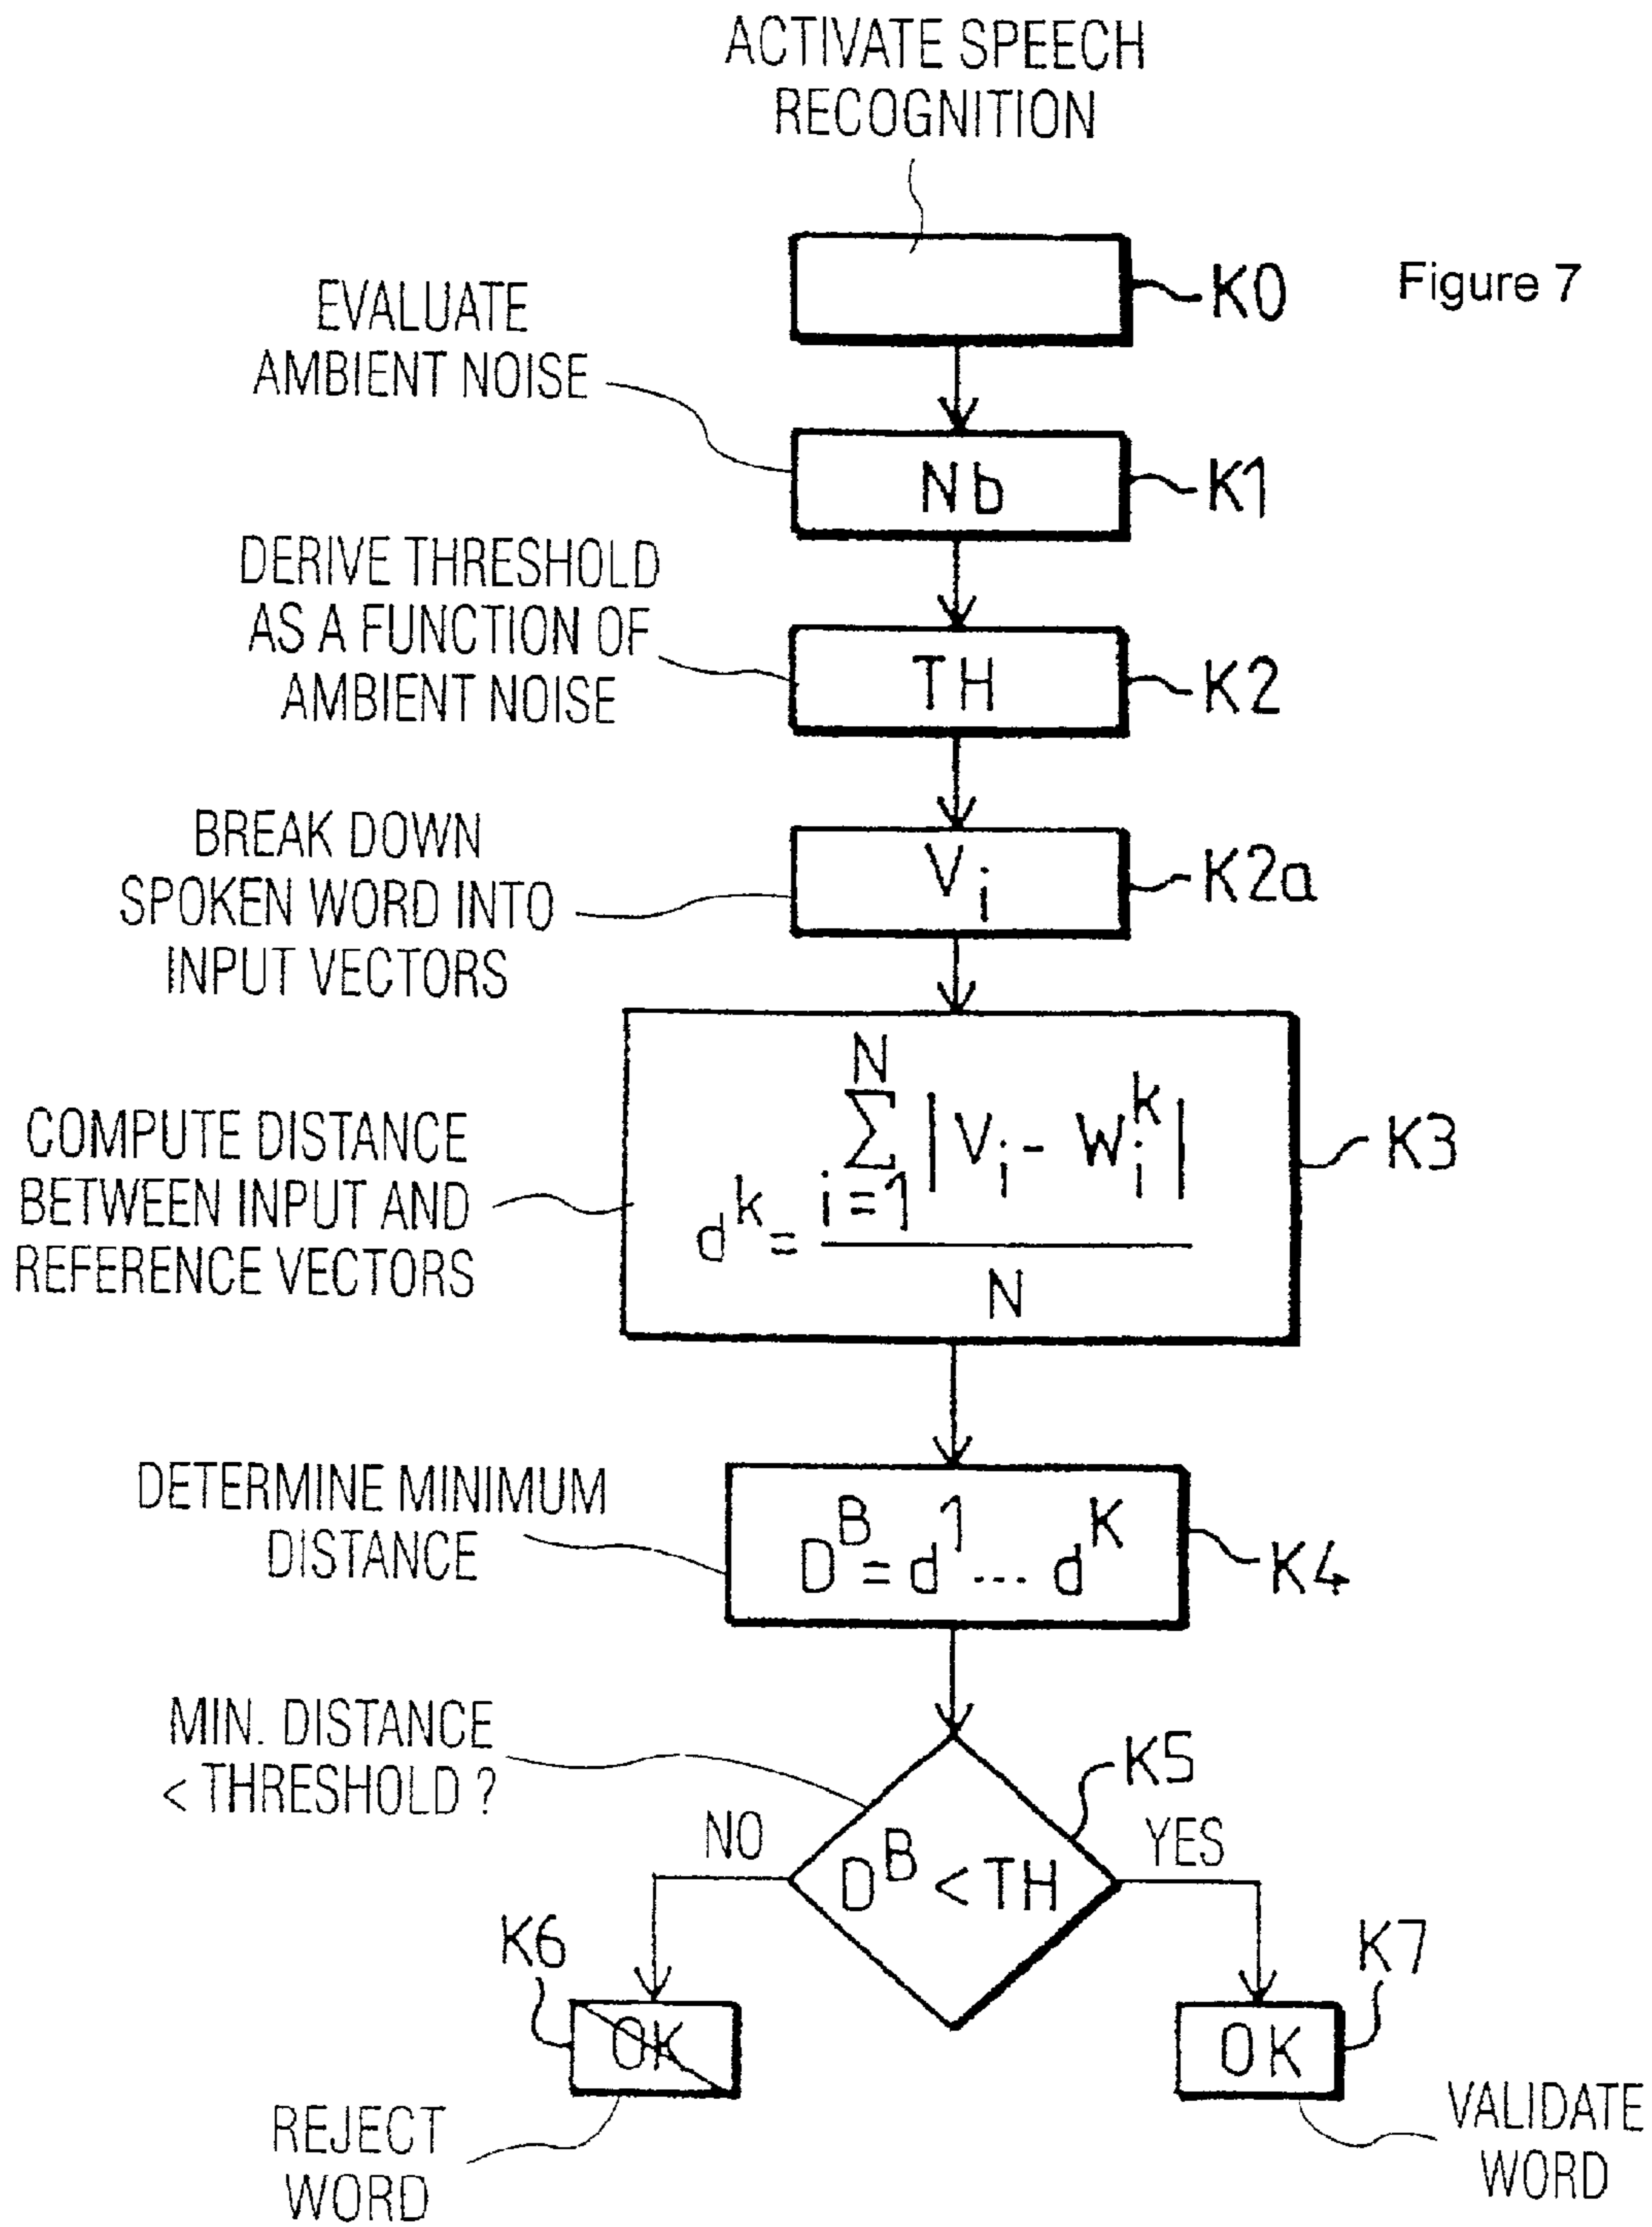 ACTIVATE SPEECH
RECOGNITION
K0
Figure 7
EVALUATE
AMBIENT NOISE
Nb
K1
DERIVE THRESHOLD
AS A FUNCTION OF
AMBIENT NOISE
TH
K2
BREAK DOWN
SPOKEN WORD INTO
INPUT VECTORS
V_i
K2a
COMPUTE DISTANCE
BETWEEN INPUT AND
REFERENCE VECTORS
d^k = \frac{\sum_{i=1}^{N} |V_i - W_i^k|}{N}
K3
DETERMINE MINIMUM
DISTANCE
D^B = d^1 ... d^K
K4
MIN. DISTANCE
< THRESHOLD ?
K5
NO
YES
D^B < TH
K6
K7
OK
OK
REJECT
WORD
VALIDATE
WORD